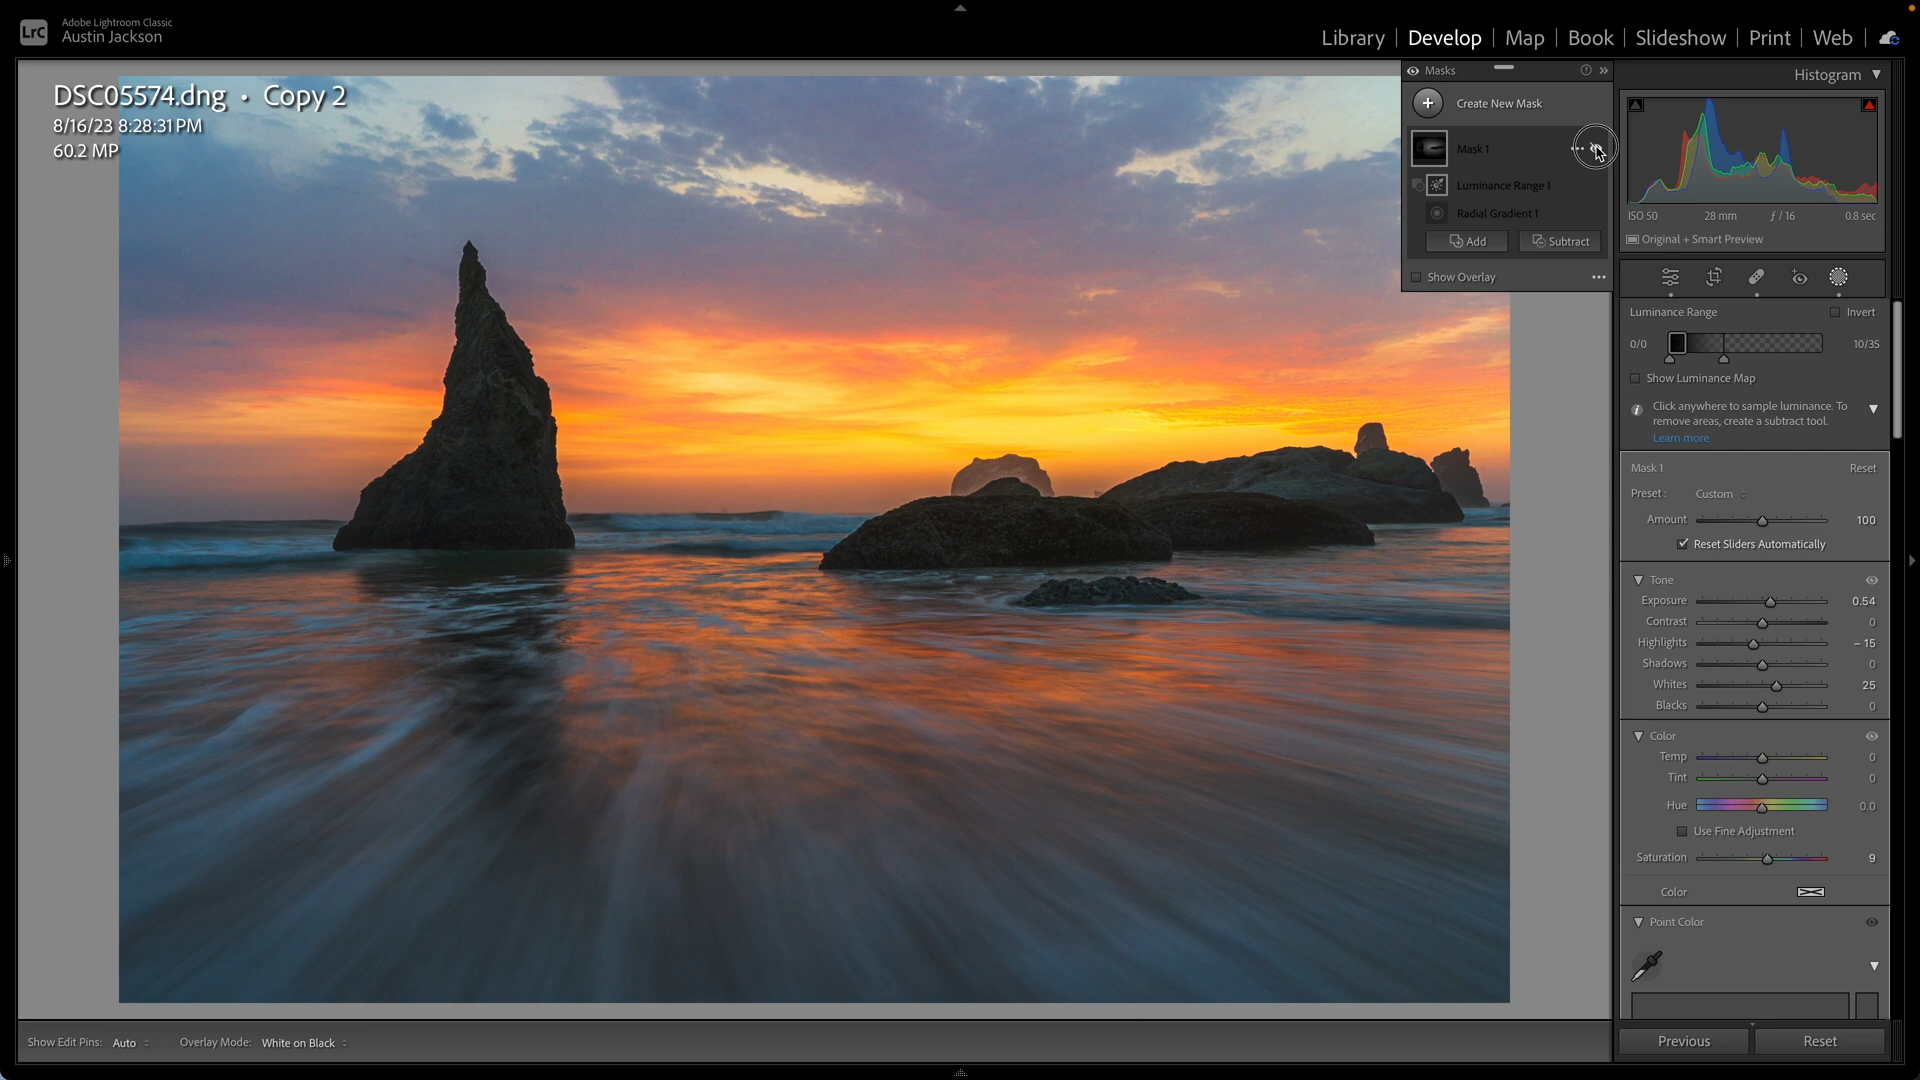 LrC
Adobe Lightroom Classic
Austin Jackson
Library | Develop | Map | Book | Slideshow | Print | Web |
DSC05574.dng • Copy 2
8/16/23 8:28:31 PM
60.2 MP
Masks
Create New Mask
Mask 1
Luminance Range 1
Radial Gradient 1
Add
Subtract
Show Overlay
Histogram
ISO 50 28 mm ƒ / 16 0.8 sec
Original + Smart Preview
Luminance Range Invert
0/0 10/35
Show Luminance Map
Click anywhere to sample luminance. To
remove areas, create a subtract tool.
Learn more
Mask 1 Reset
Preset: Custom
Amount 100
Reset Sliders Automatically
Tone
Exposure 0.54
Contrast 0
Highlights – 15
Shadows 0
Whites 25
Blacks 0
Color
Temp 0
Tint 0
Hue 0.0
Use Fine Adjustment
Saturation 9
Color
Point Color
Previous Reset
Show Edit Pins: Auto Overlay Mode: White on Black